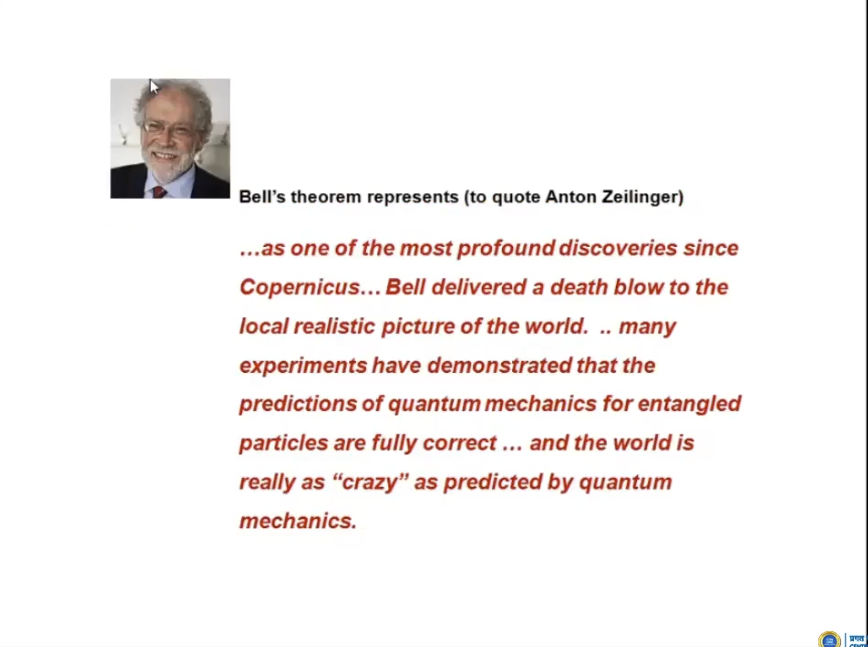 Bell’s theorem represents (to quote Anton Zeilinger)
…as one of the most profound discoveries since
Copernicus… Bell delivered a death blow to the
local realistic picture of the world.  .. many
experiments have demonstrated that the
predictions of quantum mechanics for entangled
particles are fully correct … and the world is
really as “crazy” as predicted by quantum
mechanics.